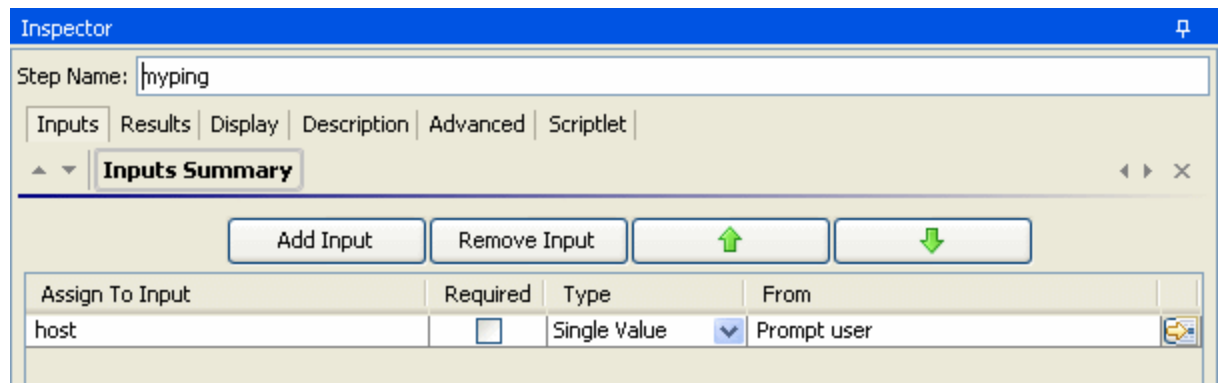 Inspector
Step Name: myping
Inputs Results Display Description Advanced Scriptlet
Inputs Summary
Add Input Remove Input
Assign To Input Required Type From
host Single Value Prompt user